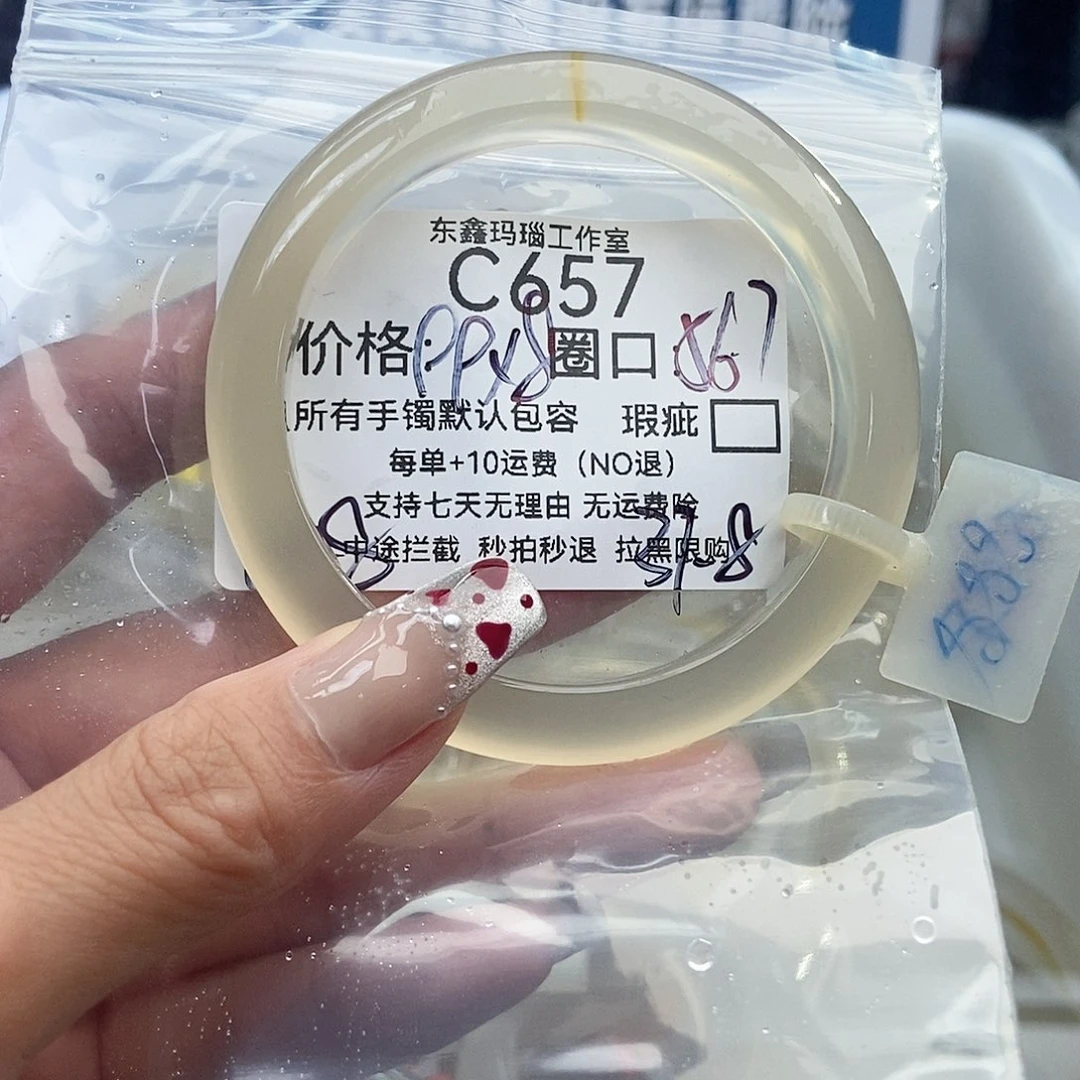 东鑫玛瑙工作室
C657
价格: PPx8 圈口:567
所有手镯默认包容 瑕疵
每单+10运费（NO退）
支持七天无理由 无运费险
中途拦截 秒拍秒退 拉黑限购